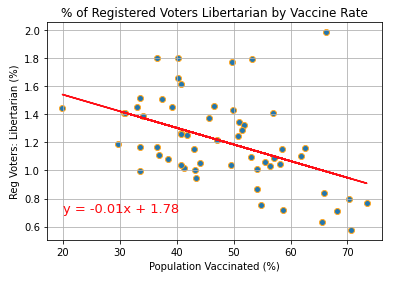 % of Registered Voters Libertarian by Vaccine Rate
Reg Voters: Libertarian (%)
2.0
1.8
1.6
1.4
1.2
1.0
0.8
0.6
y = -0.01x + 1.78
20 30 40 50 60 70
Population Vaccinated (%)